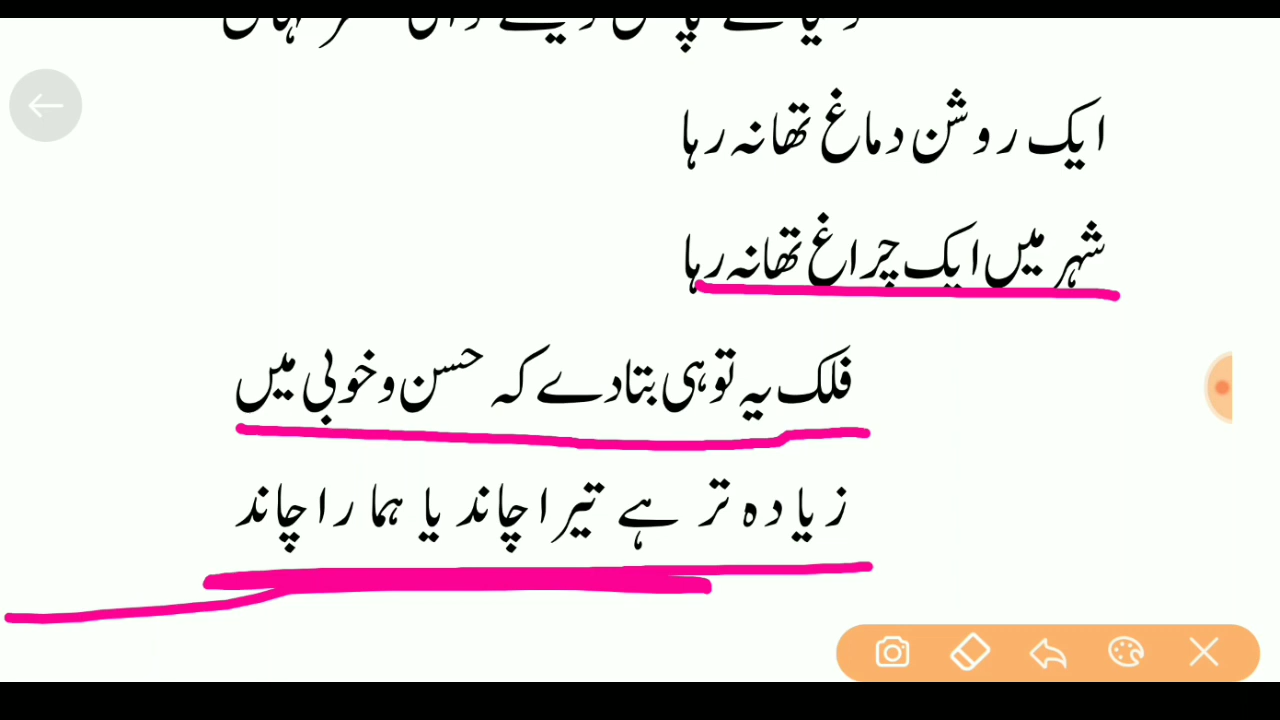 ایک روشن دماغ تھا نہ رہا
شہر میں ایک چراغ تھا نہ رہا
فلک یہ تو ہی بتا دے کہ حسن و خوبی میں
زیادہ تر ہے تیرا چاند یا ہمارا چاند